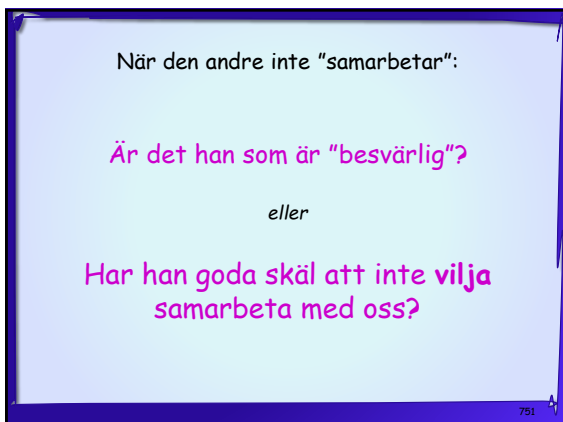 När den andre inte ”samarbetar”:
Är det han som är ”besvärlig”?
eller
Har han goda skäl att inte vilja
samarbeta med oss?
751